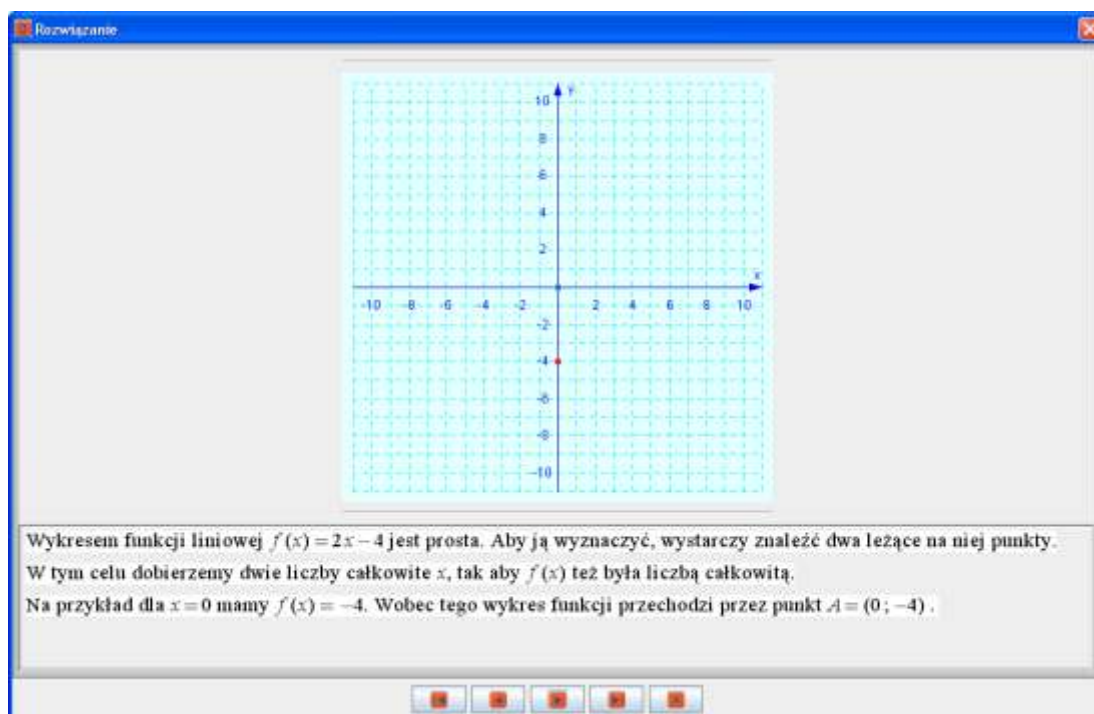 Rozwiązanie
y
10
8
6
4
2
x
-10 -8 -6 -4 -2 2 4 6 8 10
-2
-4
-6
-8
-10
Wykresem funkcji liniowej f(x) = 2x − 4 jest prosta. Aby ją wyznaczyć, wystarczy znaleźć dwa leżące na niej punkty.
W tym celu dobierzemy dwie liczby całkowite x, tak aby f(x) też była liczbą całkowitą.
Na przykład dla x = 0 mamy f(x) = −4. Wobec tego wykres funkcji przechodzi przez punkt A = (0 ; −4) .